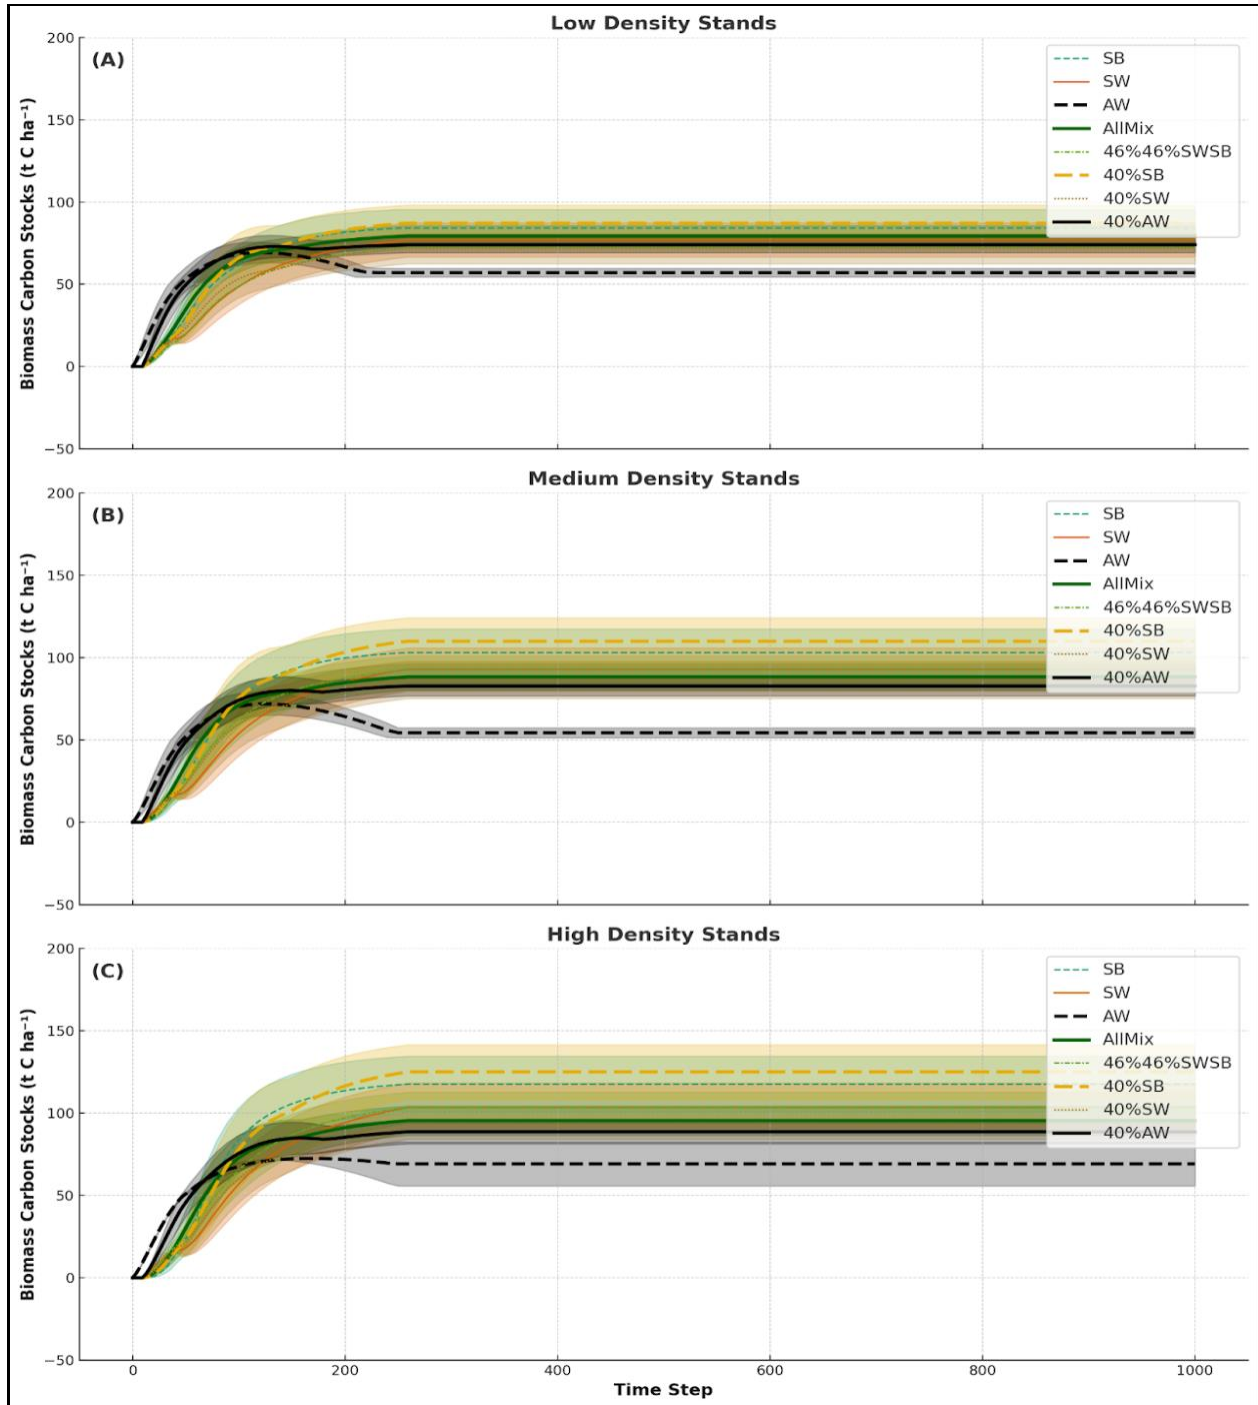 Low Density Stands
(A)
Biomass Carbon Stocks (t C ha⁻¹)
200
150
100
50
0
−50
SB
SW
AW
AllMix
46%46%SWSB
40%SB
40%SW
40%AW
Medium Density Stands
(B)
Biomass Carbon Stocks (t C ha⁻¹)
200
150
100
50
0
−50
SB
SW
AW
AllMix
46%46%SWSB
40%SB
40%SW
40%AW
High Density Stands
(C)
Biomass Carbon Stocks (t C ha⁻¹)
200
150
100
50
0
−50
SB
SW
AW
AllMix
46%46%SWSB
40%SB
40%SW
40%AW
0 200 400 600 800 1000
Time Step